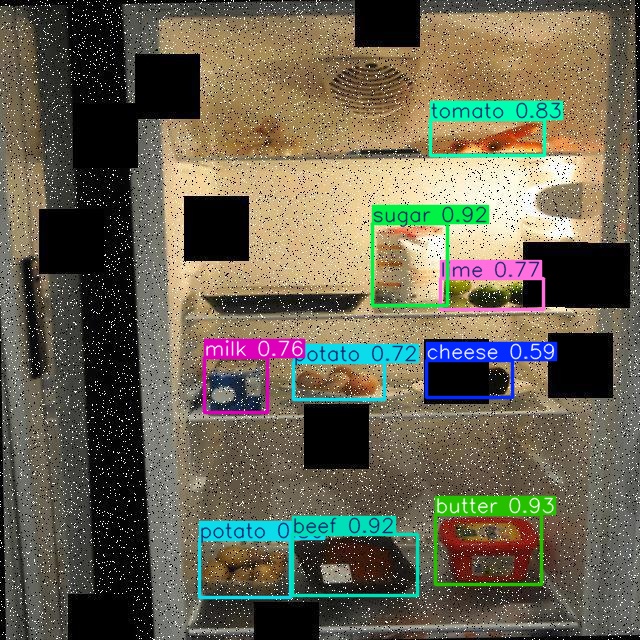 tomato 0.83
sugar 0.92
lime 0.77
milk 0.76
potato 0.72
cheese 0.59
butter 0.93
potato
beef 0.92